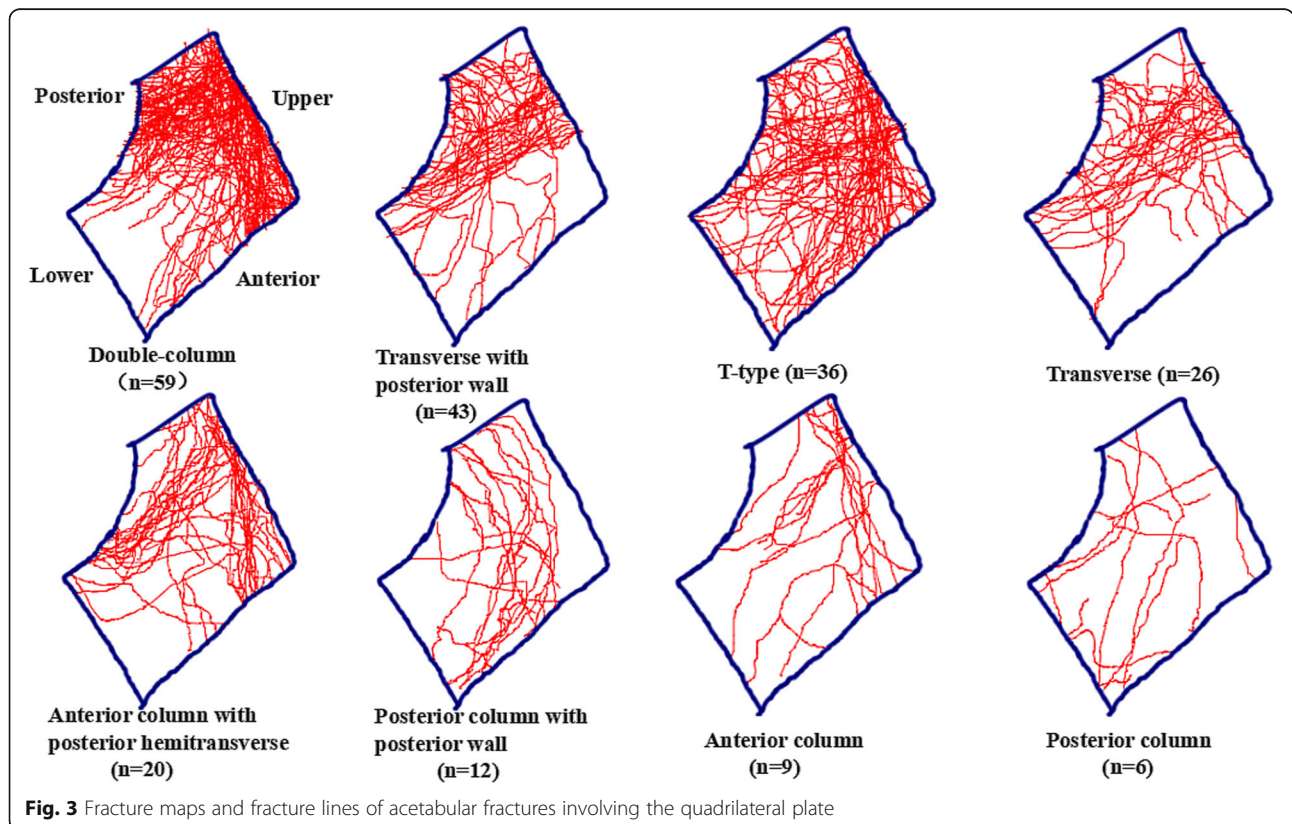 Posterior
Upper
Lower
Anterior
Double-column
（n=59）
Transverse with
posterior wall
(n=43)
T-type (n=36)
Transverse (n=26)
Anterior column with
posterior hemitransverse
(n=20)
Posterior column with
posterior wall
(n=12)
Anterior column
(n=9)
Posterior column
(n=6)
Fig. 3 Fracture maps and fracture lines of acetabular fractures involving the quadrilateral plate